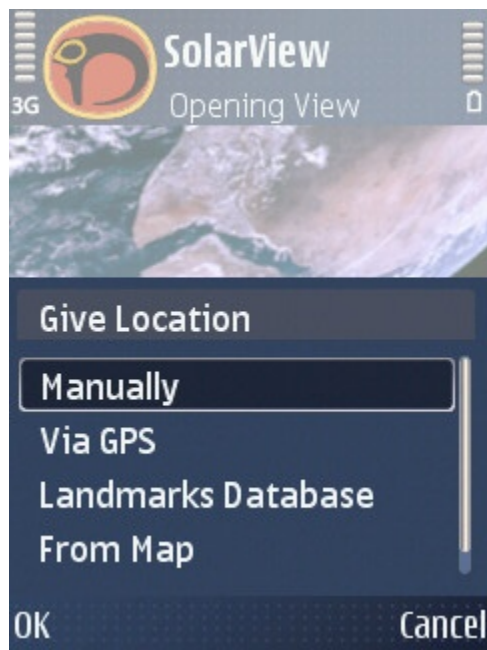 SolarView
3G
Opening View
Give Location
Manually
Via GPS
Landmarks Database
From Map
OK
Cancel